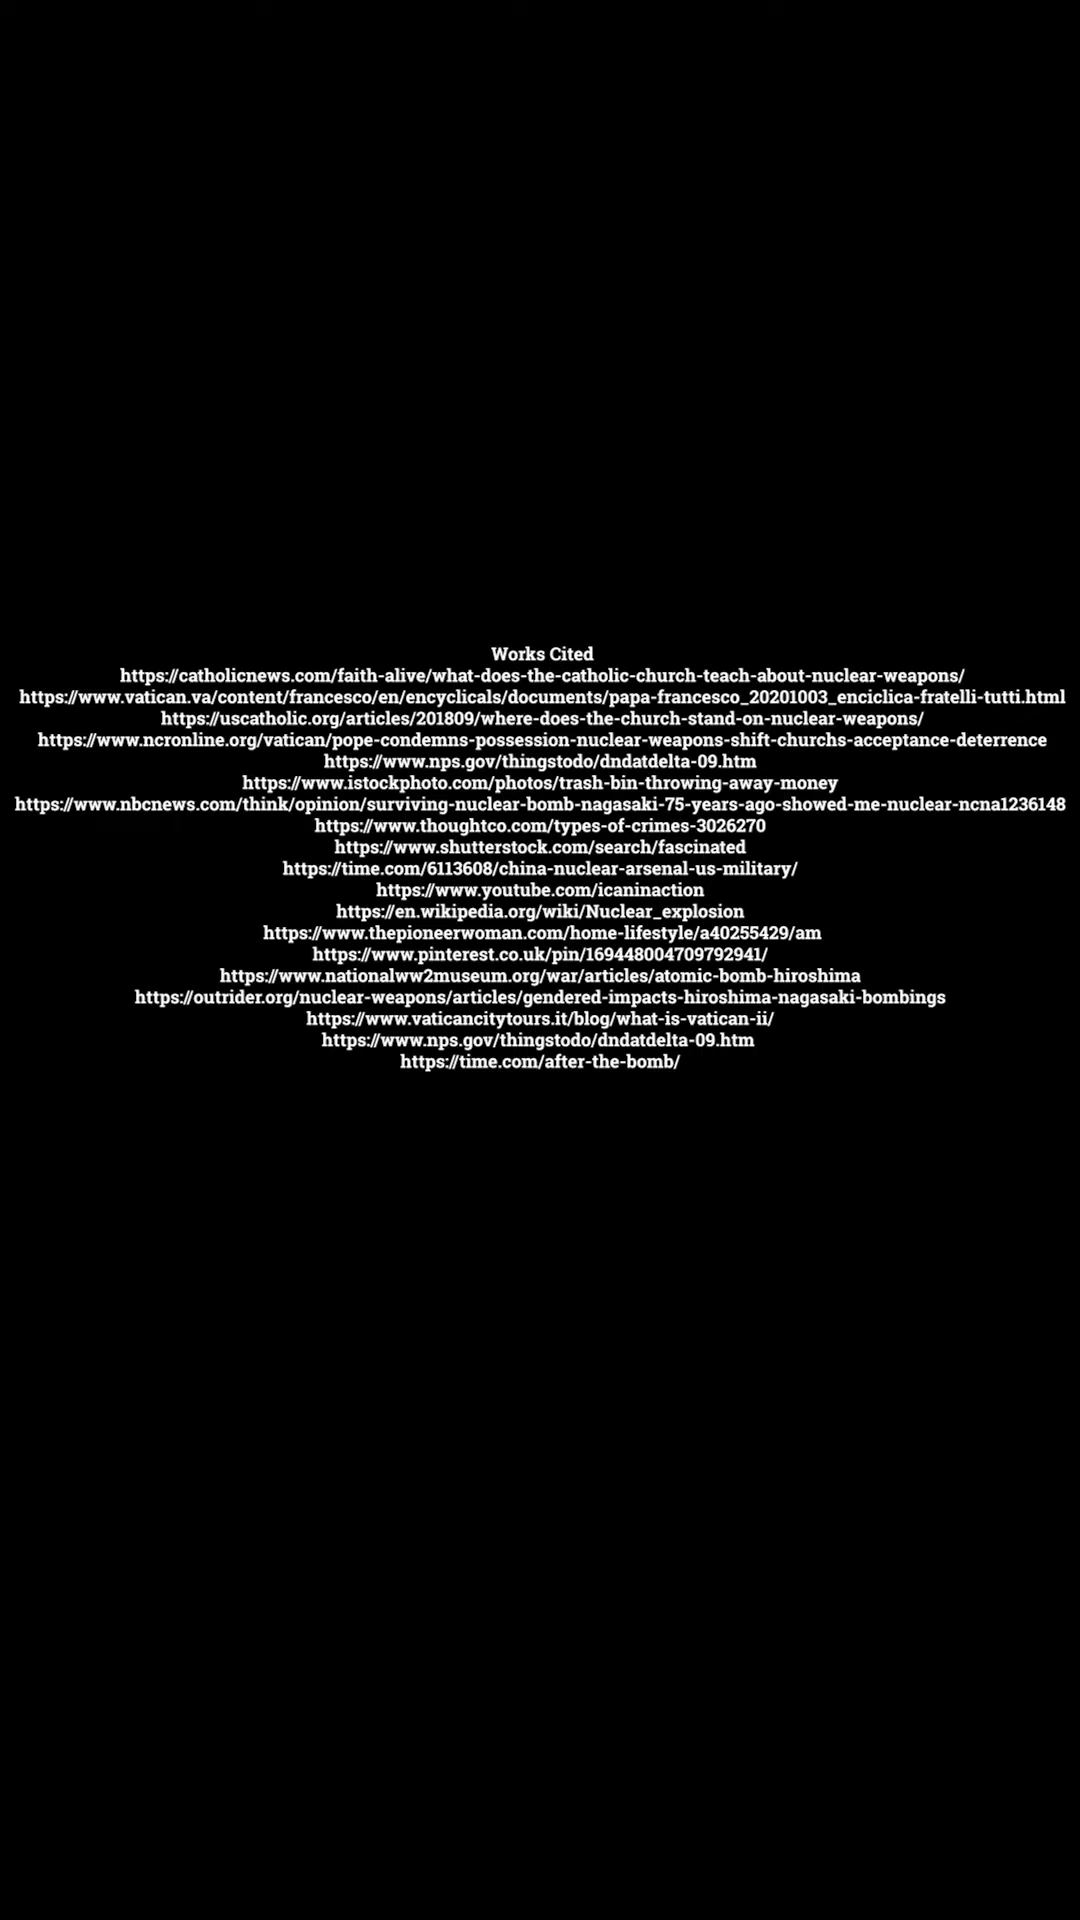 Works Cited
https://catholicnews.com/faith-alive/what-does-the-catholic-church-teach-about-nuclear-weapons/
https://www.vatican.va/content/francesco/en/encyclicals/documents/papa-francesco_20201003_enciclica-fratelli-tutti.html
https://uscatholic.org/articles/201809/where-does-the-church-stand-on-nuclear-weapons/
https://www.ncronline.org/vatican/pope-condemns-possession-nuclear-weapons-shift-churchs-acceptance-deterrence
https://www.nps.gov/thingstodo/dndatdelta-09.htm
https://www.istockphoto.com/photos/trash-bin-throwing-away-money
https://www.nbcnews.com/think/opinion/surviving-nuclear-bomb-nagasaki-75-years-ago-showed-me-nuclear-ncna1236148
https://www.thoughtco.com/types-of-crimes-3026270
https://www.shutterstock.com/search/fascinated
https://time.com/6113608/china-nuclear-arsenal-us-military/
https://www.youtube.com/icaninaction
https://en.wikipedia.org/wiki/Nuclear_explosion
https://www.thepioneerwoman.com/home-lifestyle/a40255429/am
https://www.pinterest.co.uk/pin/169448004709792941/
https://www.nationalww2museum.org/war/articles/atomic-bomb-hiroshima
https://outrider.org/nuclear-weapons/articles/gendered-impacts-hiroshima-nagasaki-bombings
https://www.vaticancitytours.it/blog/what-is-vatican-ii/
https://www.nps.gov/thingstodo/dndatdelta-09.htm
https://time.com/after-the-bomb/